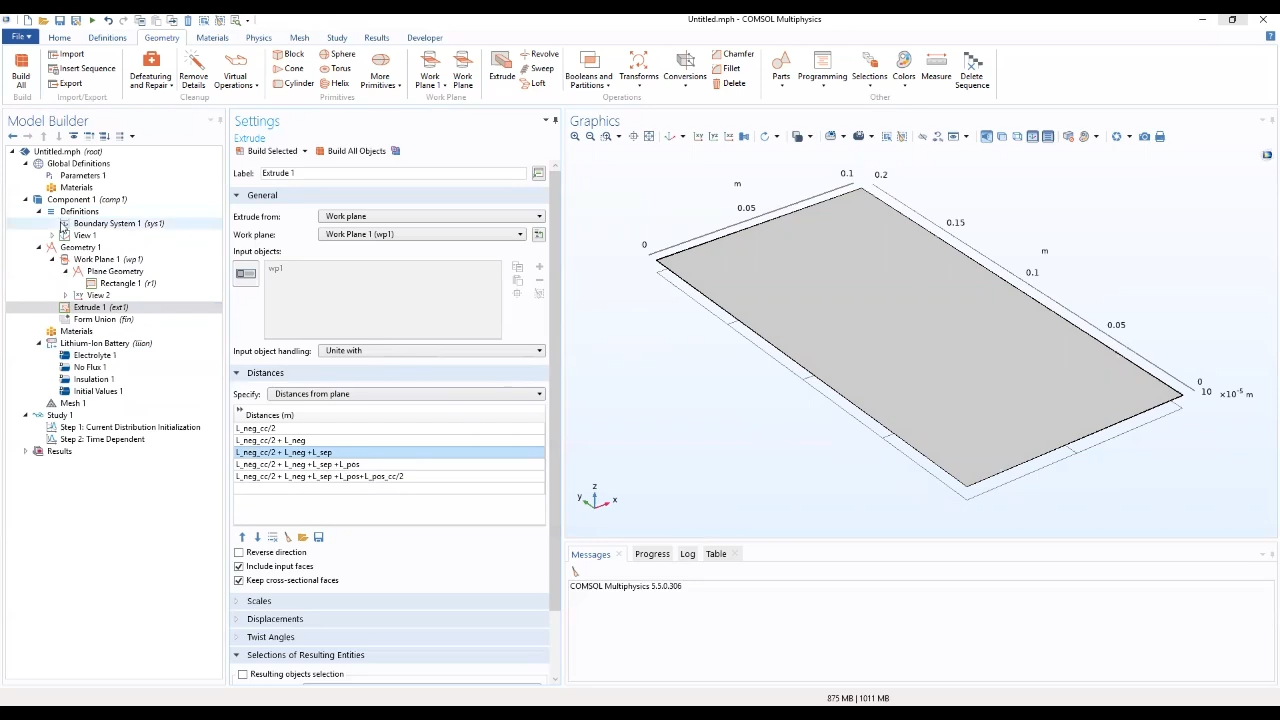 Untitled.mph - COMSOL Multiphysics
File Home Definitions Geometry Materials Physics Mesh Study Results Developer
Import Block Sphere Revolve Chamfer
Insert Sequence Cone Torus Sweep Fillet
Export Cylinder Helix Loft Delete
Build All
Defeaturing and Repair
Remove Details
Virtual Operations
More Primitives
Work Plane 1
Work Plane
Extrude
Booleans and Partitions
Transforms
Conversions
Parts
Programming
Selections
Colors
Measure
Delete Sequence
Build Import/Export Cleanup Primitives Work Plane Operations Other
Model Builder
Untitled.mph (root)
Global Definitions
Pi Parameters 1
Materials
Component 1 (comp1)
Definitions
Boundary System 1 (sys1)
View 1
Geometry 1
Work Plane 1 (wp1)
Plane Geometry
Rectangle 1 (r1)
View 2
Extrude 1 (ext1)
Form Union (fin)
Materials
Lithium-Ion Battery (liion)
Electrolyte 1
No Flux 1
Insulation 1
Initial Values 1
Mesh 1
Study 1
Step 1: Current Distribution Initialization
Step 2: Time Dependent
Results
Settings
Extrude
Build Selected Build All Objects
Label: Extrude 1
General
Extrude from: Work plane
Work plane: Work Plane 1 (wp1)
Input objects:
wp1
Input object handling: Unite with
Distances
Specify: Distances from plane
Distances (m)
L_neg_cc/2
L_neg_cc/2 + L_neg
L_neg_cc/2 + L_neg +L_sep
L_neg_cc/2 + L_neg +L_sep +L_pos
L_neg_cc/2 + L_neg +L_sep +L_pos+L_pos_cc/2
Reverse direction
Include input faces
Keep cross-sectional faces
Scales
Displacements
Twist Angles
Selections of Resulting Entities
Resulting objects selection
Graphics
0.1 0.2
m
0.05
0.15
0
m
0.1
0.05
0
10 ×10-5 m
z
y x
Messages Progress Log Table
COMSOL Multiphysics 5.5.0.306
875 MB | 1011 MB